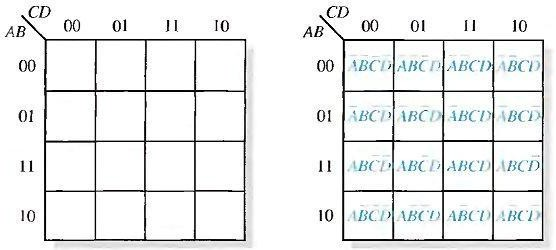 CD CD
AB 00 01 11 10 AB 00 01 11 10
00 00 A̅B̅C̅D̅ A̅B̅C̅D A̅B̅CD A̅B̅CD̅
01 01 A̅BC̅D̅ A̅BC̅D A̅BCD A̅BCD̅
11 11 ABC̅D̅ ABC̅D ABCD ABCD̅
10 10 AB̅C̅D̅ AB̅C̅D AB̅CD AB̅CD̅